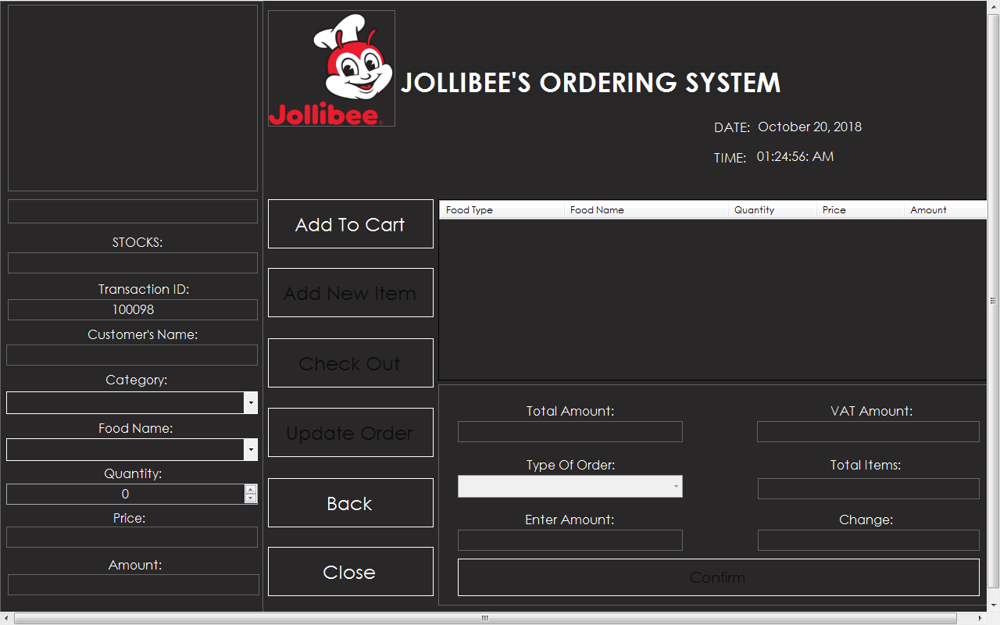 Jollibee
JOLLIBEE'S ORDERING SYSTEM
DATE: October 20, 2018
TIME: 01:24:56: AM
STOCKS:
Transaction ID:
100098
Customer's Name:
Category:
Food Name:
Quantity:
0
Price:
Amount:
Add To Cart
Add New Item
Check Out
Update Order
Back
Close
Food Type Food Name Quantity Price Amount
Total Amount: VAT Amount:
Type Of Order: Total Items:
Enter Amount: Change:
Confirm